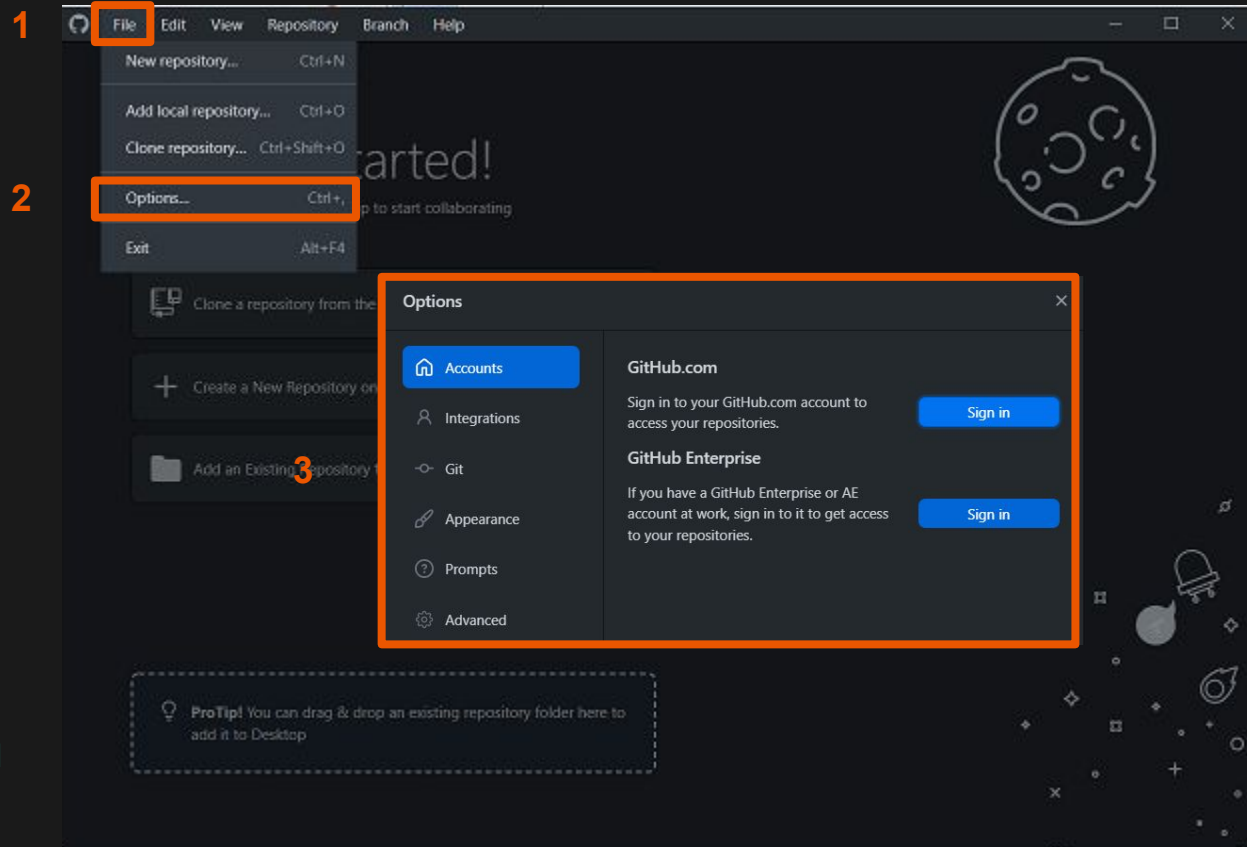 1
File Edit View Repository Branch Help
New repository... Ctrl+N
Add local repository... Ctrl+O
Clone repository... Ctrl+Shift+O
arted!
2
Options... Ctrl+,
p to start collaborating
Exit Alt+F4
Clone a repository from the
Create a New Repository on
Add an Existing Repository
3
Options
Accounts
Integrations
Git
Appearance
Prompts
Advanced
GitHub.com
Sign in to your GitHub.com account to
access your repositories.
Sign in
GitHub Enterprise
If you have a GitHub Enterprise or AE
account at work, sign in to it to get access
to your repositories.
Sign in
ProTip! You can drag & drop an existing repository folder here to
add it to Desktop